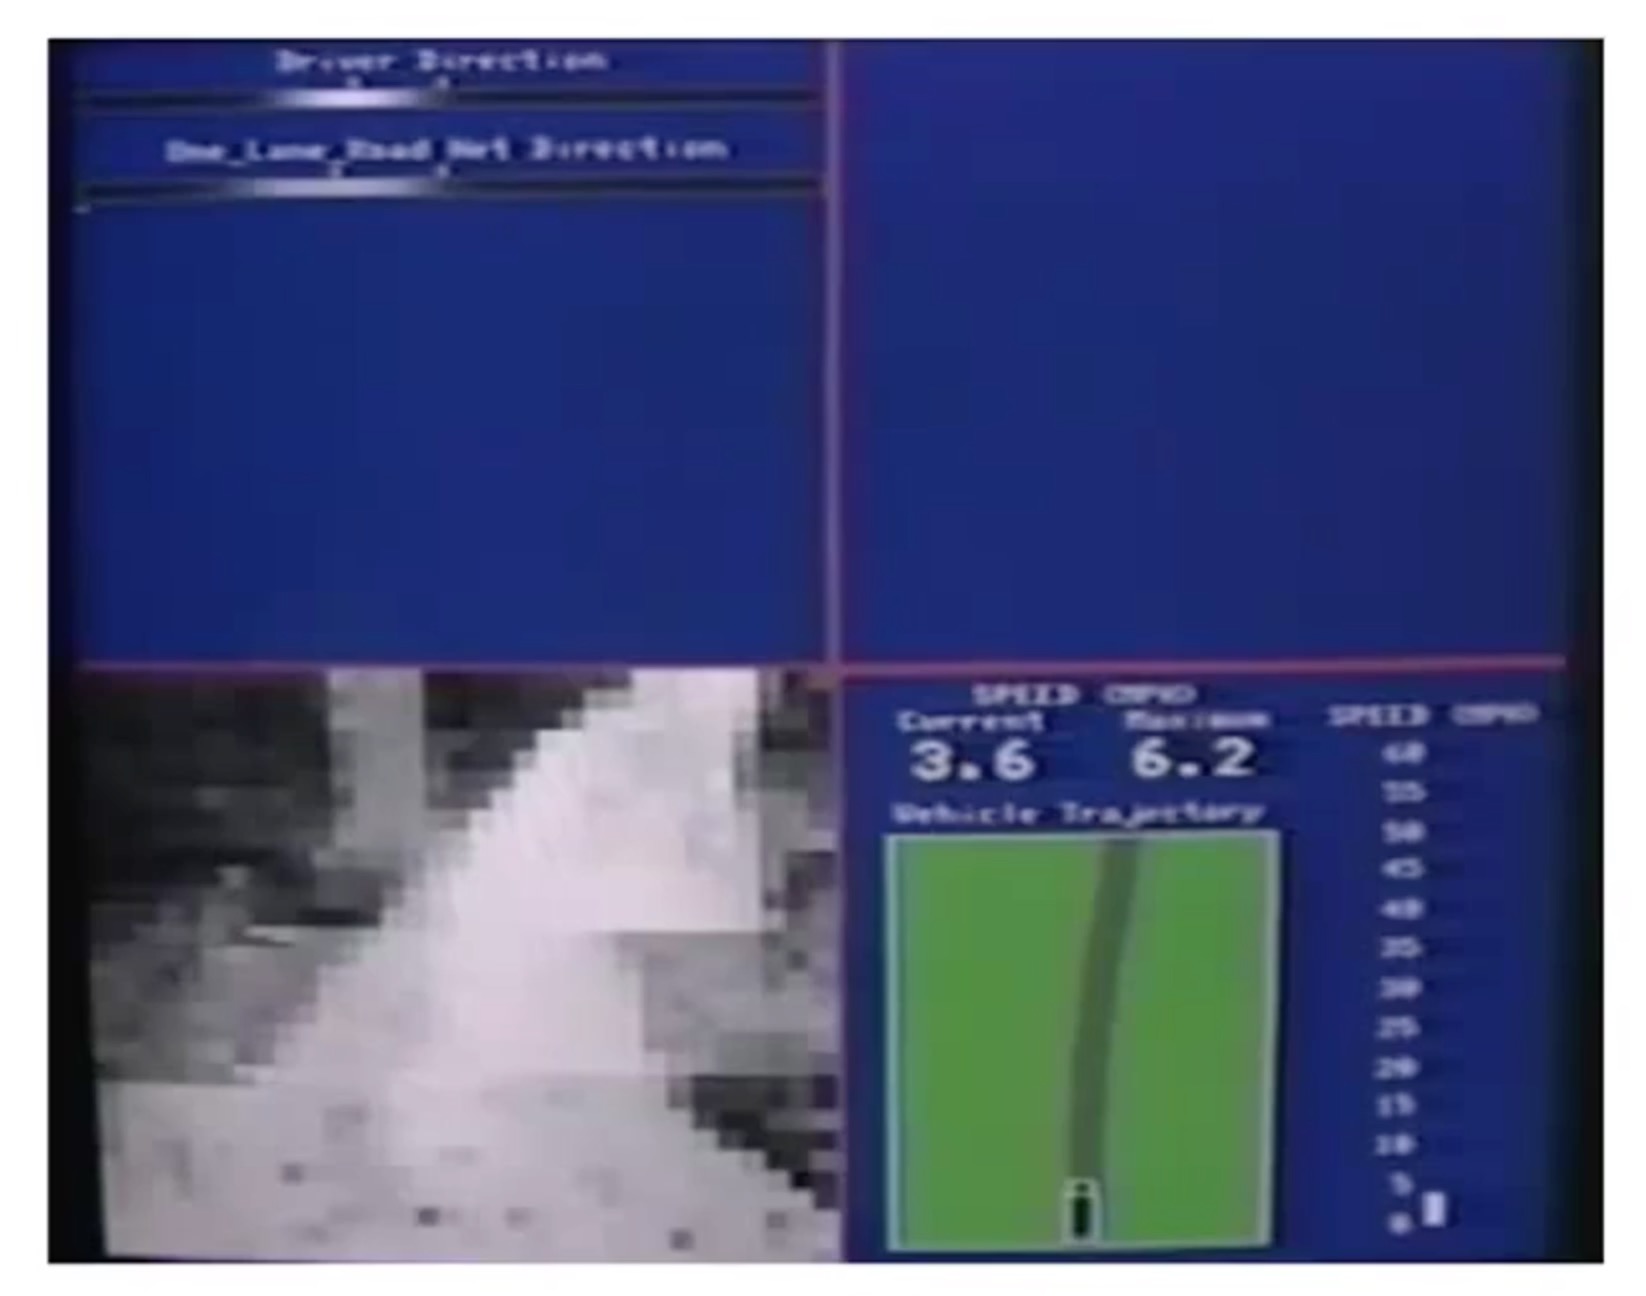 Driver Direction
One_Lane_Road Net Direction
SPEED (MPH)
Current Maximum
3.6 6.2
Vehicle Trajectory
SPEED (MPH)
60
55
50
45
40
35
30
25
20
15
10
5
0